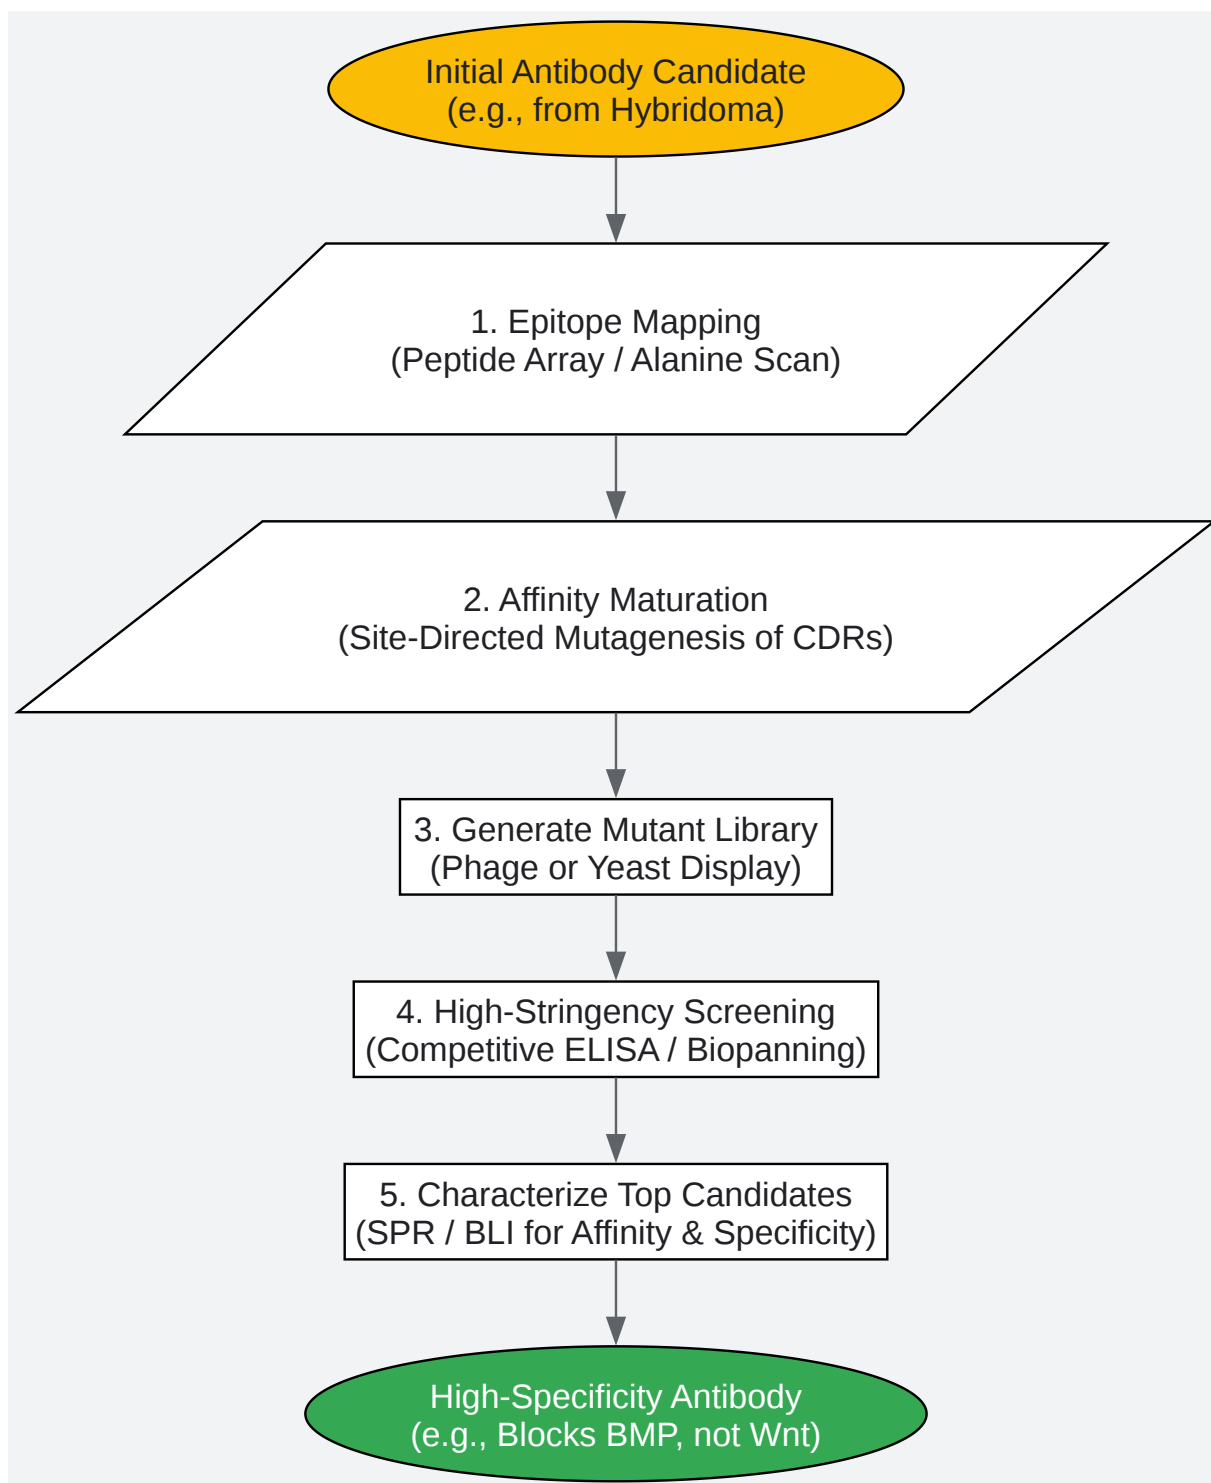 Initial Antibody Candidate
(e.g., from Hybridoma)
1. Epitope Mapping
(Peptide Array / Alanine Scan)
2. Affinity Maturation
(Site-Directed Mutagenesis of CDRs)
3. Generate Mutant Library
(Phage or Yeast Display)
4. High-Stringency Screening
(Competitive ELISA / Biopanning)
5. Characterize Top Candidates
(SPR / BLI for Affinity & Specificity)
High-Specificity Antibody
(e.g., Blocks BMP, not Wnt)